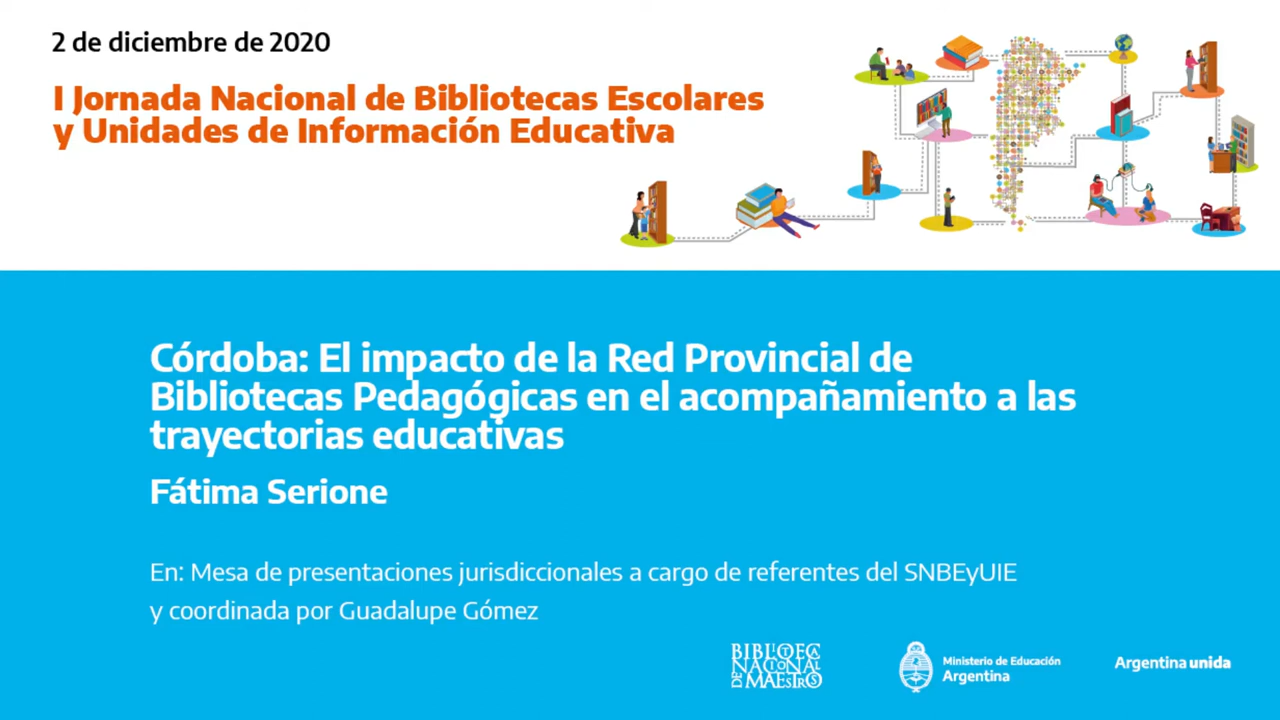 2 de diciembre de 2020
I Jornada Nacional de Bibliotecas Escolares
y Unidades de Información Educativa
Córdoba: El impacto de la Red Provincial de
Bibliotecas Pedagógicas en el acompañamiento a las
trayectorias educativas
Fátima Serione
En: Mesa de presentaciones jurisdiccionales a cargo de referentes del SNBEyUIE
y coordinada por Guadalupe Gómez
BIBLIOTECA
NACIONAL
DE MAESTROS
Ministerio de Educación
Argentina
Argentina unida